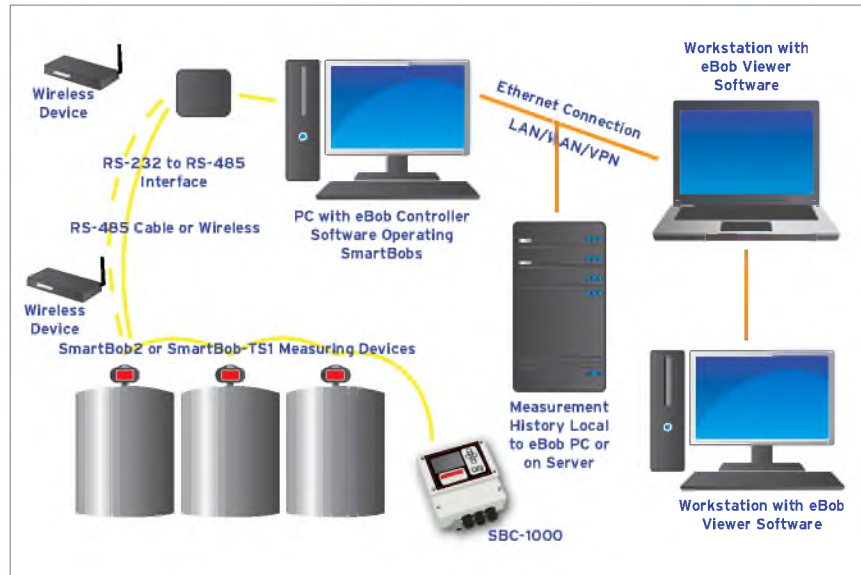 Wireless
Device
RS-232 to RS-485
Interface
RS-485 Cable or Wireless
Wireless
Device
SmartBob2 or SmartBob-TS1 Measuring Devices
SBC-1000
PC with eBob Controller
Software Operating
SmartBobs
Ethernet Connection
LAN/WAN/VPN
Measurement
History Local
to eBob PC or
on Server
Workstation with
eBob Viewer
Software
Workstation with eBob
Viewer Software